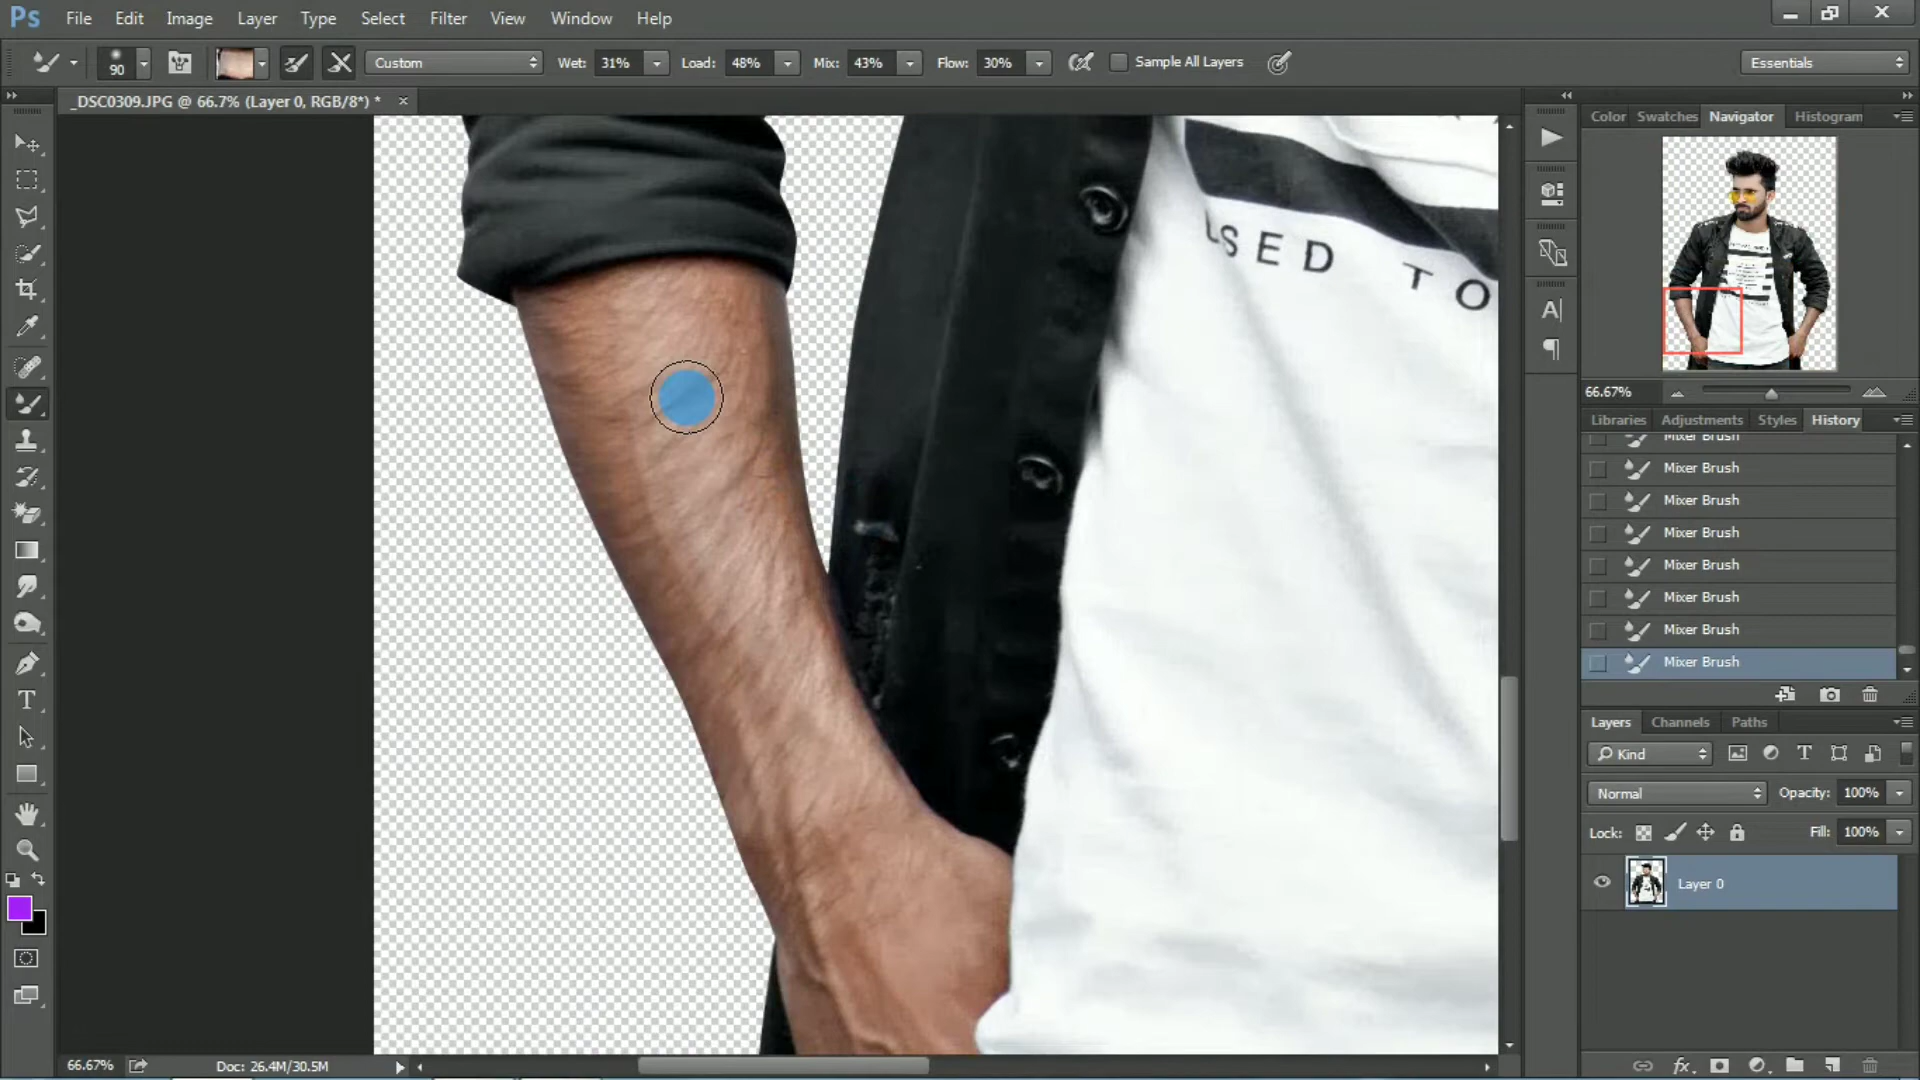 Ps File Edit Image Layer Type Select Filter View Window Help
90 Custom Wet: 31% Load: 48% Mix: 43% Flow: 30% Sample All Layers Essentials
_DSC0309.JPG @ 66.7% (Layer 0, RGB/8*) *
Color Swatches Navigator Histogram
USED TO
66.67%
Libraries Adjustments Styles History
Mixer Brush
Mixer Brush
Mixer Brush
Mixer Brush
Mixer Brush
Mixer Brush
Mixer Brush
Mixer Brush
Layers Channels Paths
Kind
Normal Opacity: 100%
Lock: Fill: 100%
Layer 0
66.67% Doc: 26.4M/30.5M